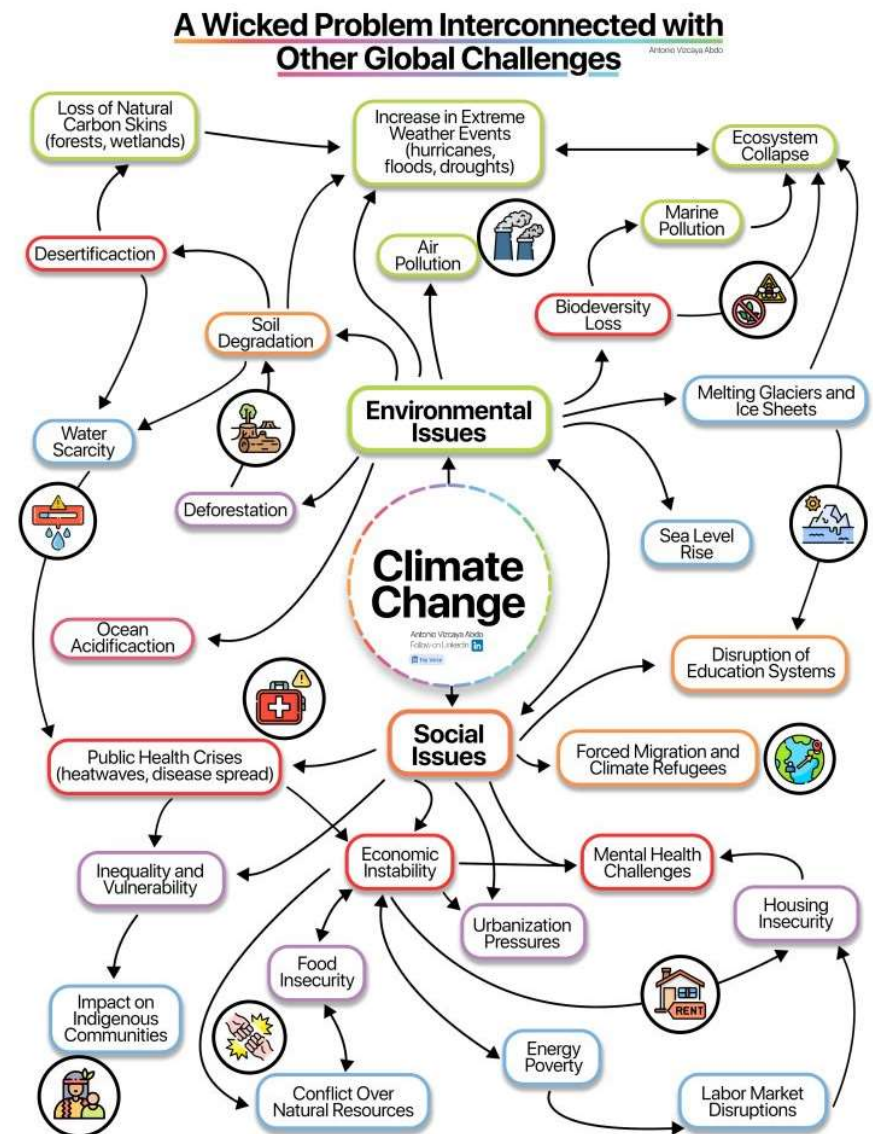 A Wicked Problem Interconnected with
Other Global Challenges
Antonio Vizcaya Abdo
Loss of Natural
Carbon Skins
(forests, wetlands)
Increase in Extreme
Weather Events
(hurricanes,
floods, droughts)
Ecosystem
Collapse
Marine
Pollution
Desertificaction
Air
Pollution
Biodeversity
Loss
Soil
Degradation
Environmental
Issues
Melting Glaciers and
Ice Sheets
Water
Scarcity
Deforestation
Sea Level
Rise
Climate
Change
Antonio Vizcaya Abdo
Follow on LinkedIn in
Top Voice
Ocean
Acidificaction
Disruption of
Education Systems
Social
Issues
Public Health Crises
(heatwaves, disease spread)
Forced Migration and
Climate Refugees
Inequality and
Vulnerability
Economic
Instability
Mental Health
Challenges
Urbanization
Pressures
Housing
Insecurity
Food
Insecurity
RENT
Impact on
Indigenous
Communities
Energy
Poverty
Conflict Over
Natural Resources
Labor Market
Disruptions